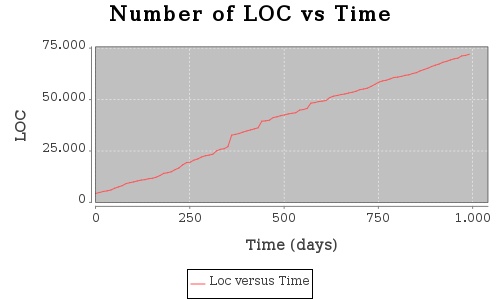 Number of LOC vs Time
75.000
50.000
25.000
0
LOC
0 250 500 750 1.000
Time (days)
Loc versus Time